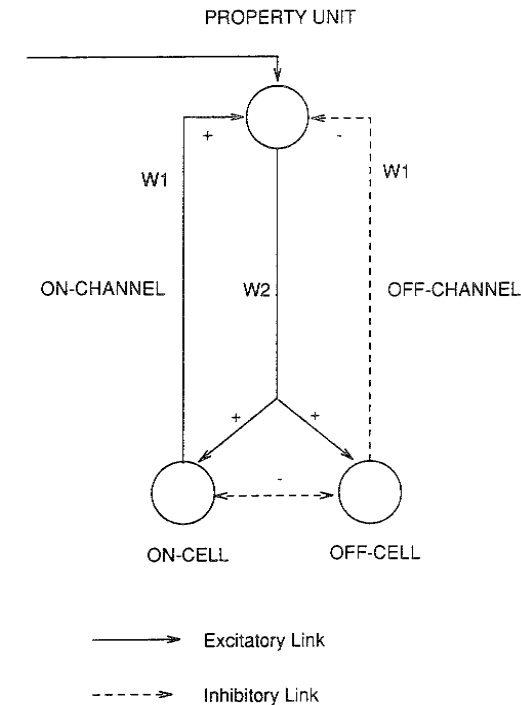 PROPERTY UNIT
+ -
W1 W1
ON-CHANNEL W2 OFF-CHANNEL
+ +
-
ON-CELL OFF-CELL
Excitatory Link
Inhibitory Link